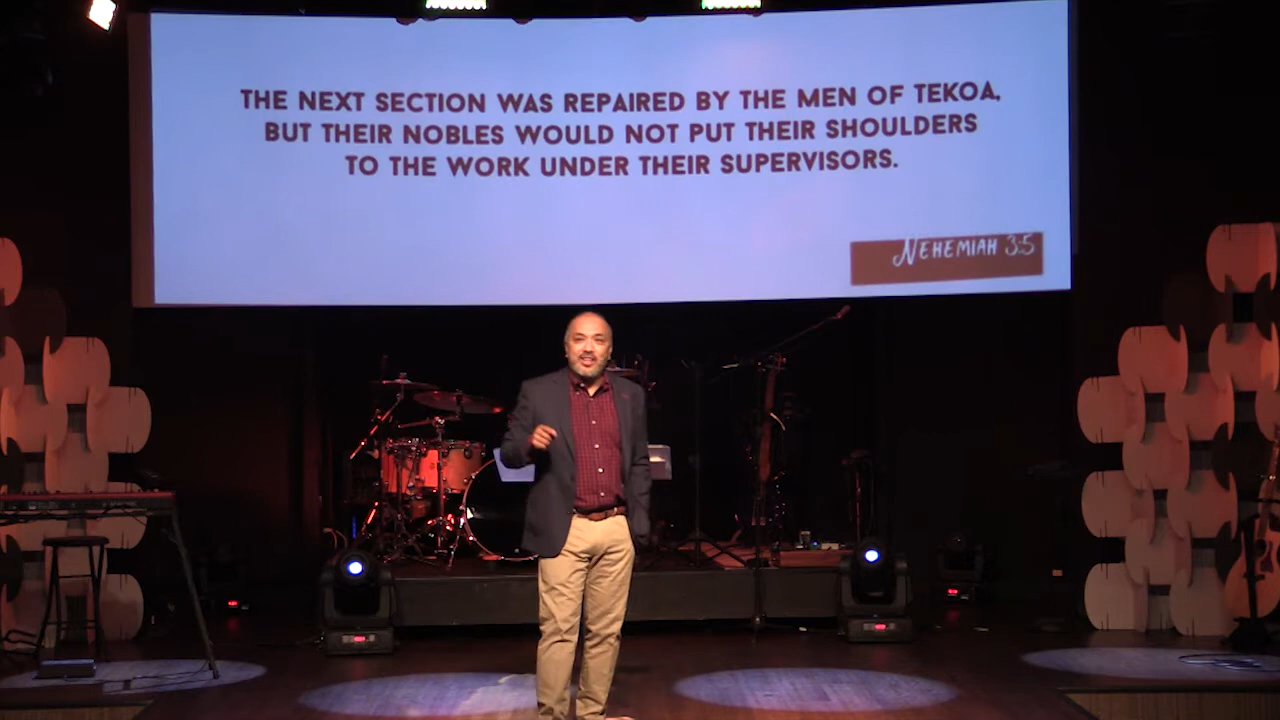 THE NEXT SECTION WAS REPAIRED BY THE MEN OF TEKOA,
BUT THEIR NOBLES WOULD NOT PUT THEIR SHOULDERS
TO THE WORK UNDER THEIR SUPERVISORS.
NEHEMIAH 3:5